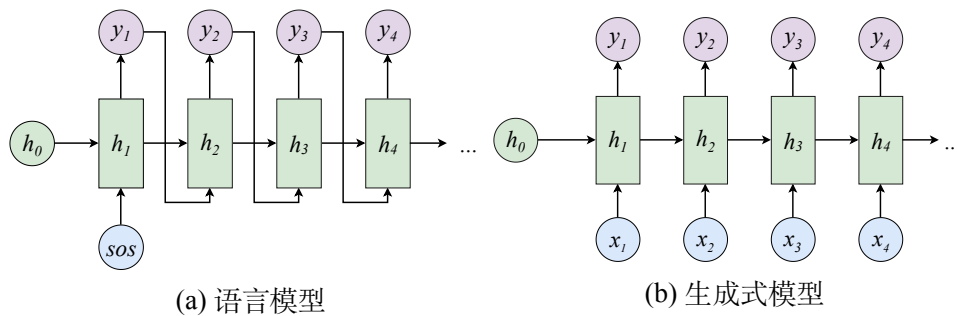 y₁ y₂ y₃ y₄
h₀ h₁ h₂ h₃ h₄ ...
sos
(a) 语言模型
y₁ y₂ y₃ y₄
h₀ h₁ h₂ h₃ h₄ ..
x₁ x₂ x₃ x₄
(b) 生成式模型